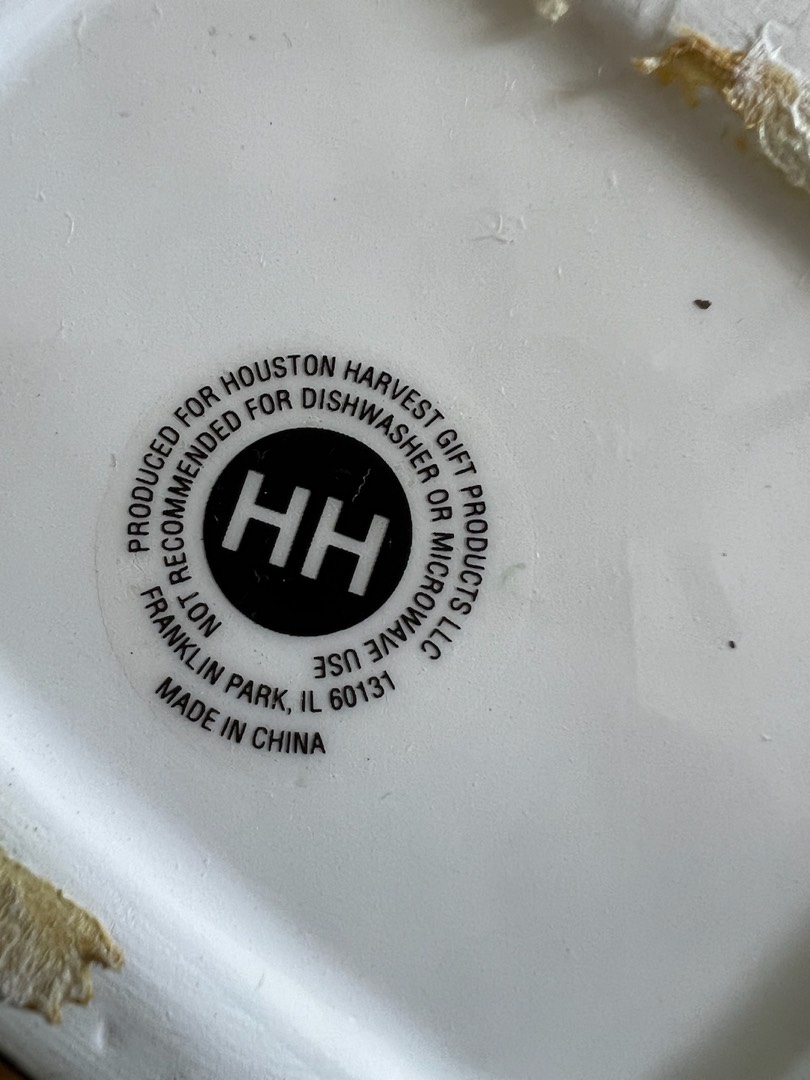 PRODUCED FOR HOUSTON HARVEST GIFT PRODUCTS LLC
NOT RECOMMENDED FOR DISHWASHER OR MICROWAVE USE
HH
FRANKLIN PARK, IL 60131
MADE IN CHINA